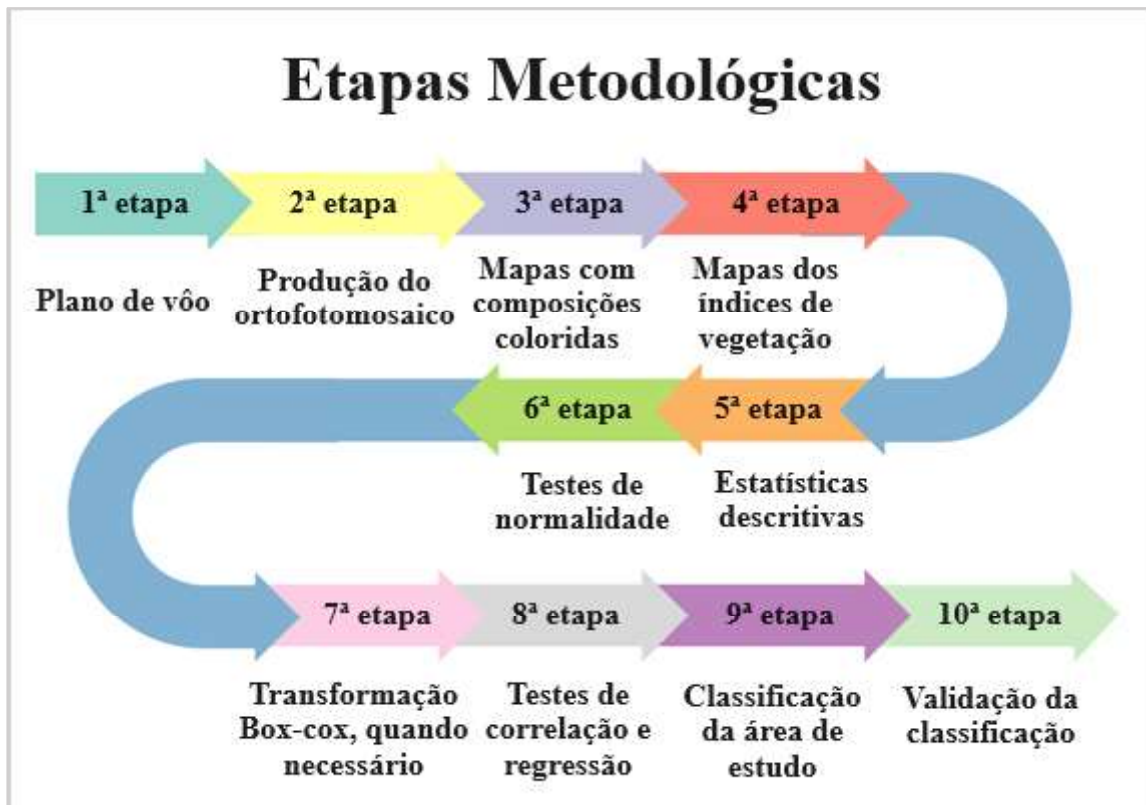 Etapas Metodológicas
1ª etapa
2ª etapa
3ª etapa
4ª etapa
Plano de vôo
Produção do
ortofotomosaico
Mapas com
composições
coloridas
Mapas dos
índices de
vegetação
6ª etapa
5ª etapa
Testes de
normalidade
Estatísticas
descritivas
7ª etapa
8ª etapa
9ª etapa
10ª etapa
Transformação
Box-cox, quando
necessário
Testes de
correlação e
regressão
Classificação
da área de
estudo
Validação da
classificação